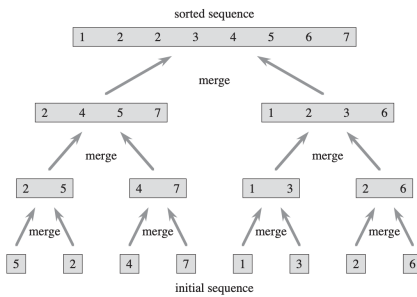 sorted sequence
1 2 2 3 4 5 6 7
merge
2 4 5 7 1 2 3 6
merge merge
2 5 4 7 1 3 2 6
merge merge merge merge
5 2 4 7 1 3 2 6
initial sequence